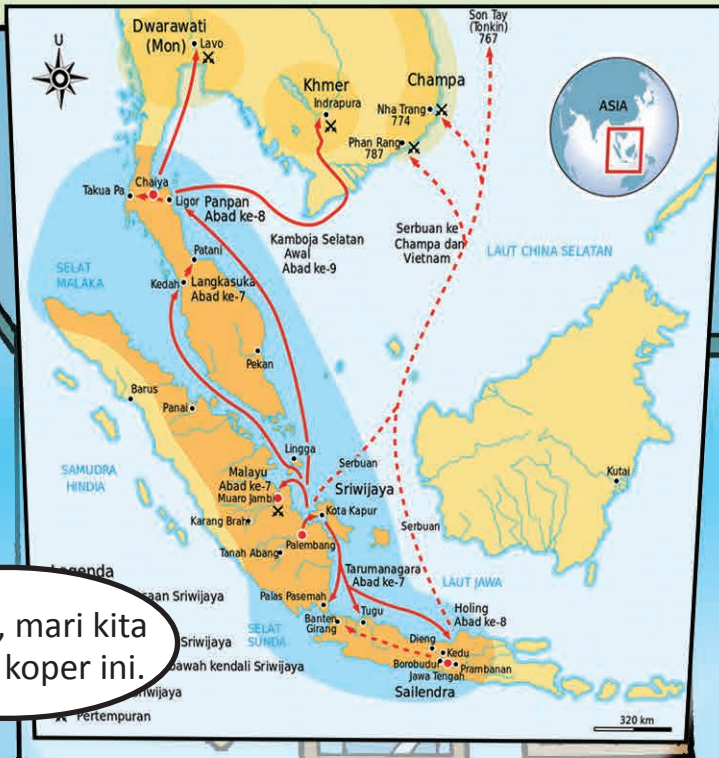 U
Dwarawati
(Mon)
Lavo
Son Tay
(Tonkin)
767
Khmer
Indrapura
Champa
Nha Trang
774
Phan Rang
787
ASIA
Takua Pa
Chaiya
Ligor
Panpan
Abad ke-8
Kamboja Selatan
Awal
Abad ke-9
Serbuan ke
Champa dan
Vietnam
LAUT CHINA SELATAN
SELAT
MALAKA
Patani
Kedah
Langkasuka
Abad ke-7
Pekan
Barus
Panai
SAMUDRA
HINDIA
Lingga
Malayu
Abad ke-7
Muaro Jambi
Serbuan
Sriwijaya
Kota Kapur
Karang Brahi
Palembang
Tanah Abang
Kutai
Serbuan
Tarumanagara
Abad ke-7
LAUT JAWA
Palas Pasemah
Banten
Girang
Tugu
SELAT
SUNDA
Holing
Abad ke-8
Dieng
Kedu
Borobudur
Prambanan
Jawa Tengah
Sailendra
Sriwijaya
, mari kita
koper ini.
Sriwijaya
bawah kendali Sriwijaya
Pertempuran
320 km